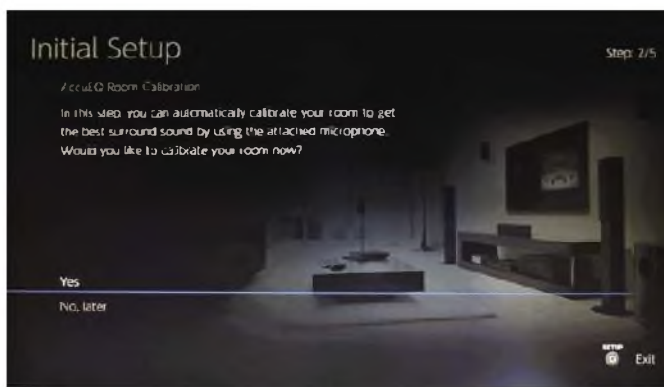 Initial Setup
Step: 2/5
AccuEQ Room Calibration
In this step, you can automatically calibrate your room to get
the best surround sound by using the attached microphone.
Would you like to calibrate your room now?
Yes
No, later
SETUP
Exit